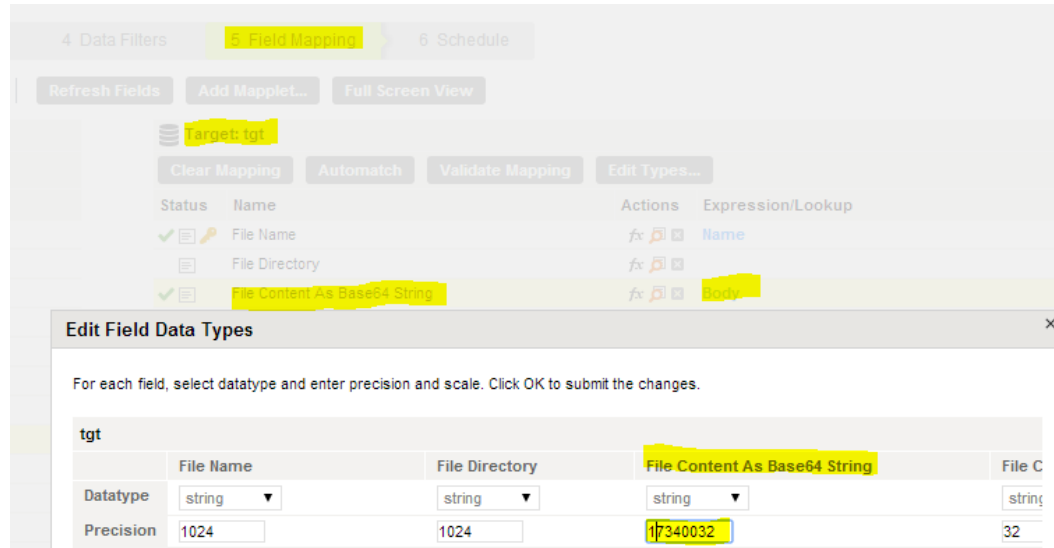 4 Data Filters 5 Field Mapping 6 Schedule
Refresh Fields Add Mapplet... Full Screen View
Target: tgt
Clear Mapping Automatch Validate Mapping Edit Types...
Status Name Actions Expression/Lookup
File Name fx Name
File Directory fx
File Content As Base64 String fx Body
Edit Field Data Types ×
For each field, select datatype and enter precision and scale. Click OK to submit the changes.
tgt
File Name File Directory File Content As Base64 String File C
Datatype string string string string
Precision 1024 1024 17340032 32